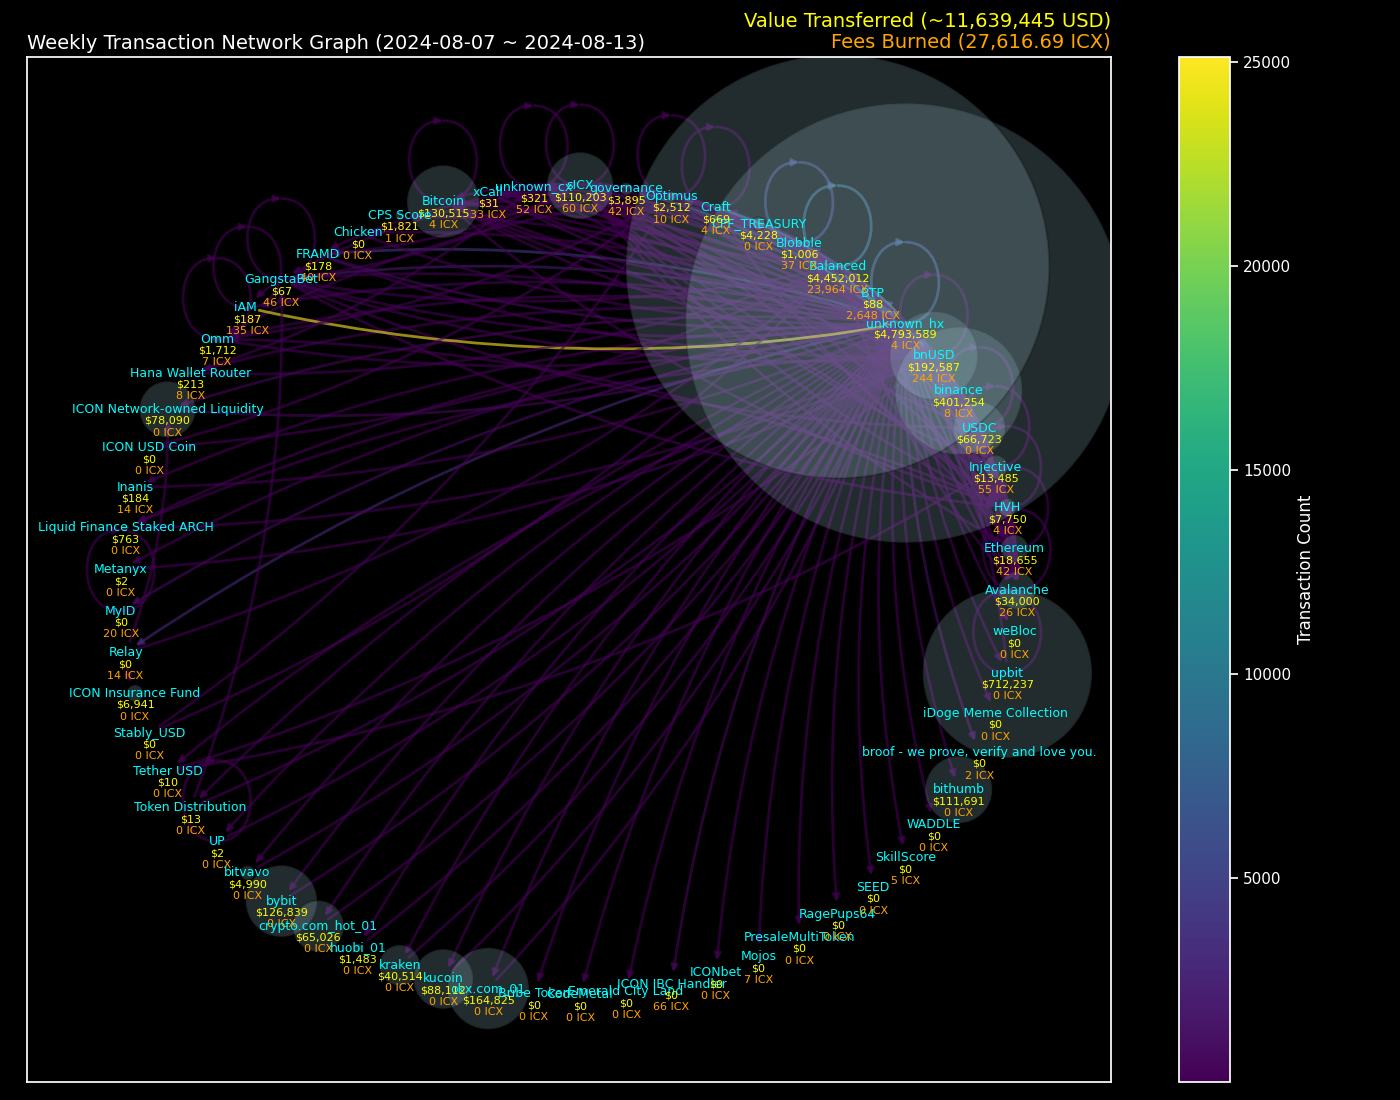 Value Transferred (~11,639,445 USD)
Weekly Transaction Network Graph (2024-08-07 ~ 2024-08-13)
Fees Burned (27,616.69 ICX)
unknown_cx
$321
52 ICX
sICX
$110,203
60 ICX
governance
$3,895
42 ICX
Optimus
$2,512
10 ICX
Craft
$669
4 ICX
_TREASURY
$4,228
0 ICX
Blobble
$1,006
37 ICX
Balanced
$4,452,012
23,964 ICX
BTP
$88
2,648 ICX
unknown_hx
$4,793,589
4 ICX
bnUSD
$192,587
244 ICX
binance
$401,254
8 ICX
USDC
$66,723
0 ICX
Injective
$13,485
55 ICX
HVH
$7,750
4 ICX
Ethereum
$18,655
42 ICX
Avalanche
$34,000
26 ICX
weBloc
$0
0 ICX
upbit
$712,237
0 ICX
iDoge Meme Collection
$0
0 ICX
broof - we prove, verify and love you.
$0
2 ICX
bithumb
$111,691
0 ICX
WADDLE
$0
0 ICX
SkillScore
$0
5 ICX
SEED
$0
0 ICX
RagePups64
$0
0 ICX
PresaleMultiToken
$0
0 ICX
Mojos
$0
7 ICX
ICONbet
$0
0 ICX
ICON IBC Handler
$0
66 ICX
Emerald City Land
$0
0 ICX
CodeMetal
$0
0 ICX
$0
0 ICX
okx.com_01
$164,825
0 ICX
kucoin
$88,112
0 ICX
kraken
$40,514
0 ICX
huobi_01
$1,483
0 ICX
crypto.com_hot_01
$65,026
0 ICX
bybit
$126,839
0 ICX
bitvavo
$4,990
0 ICX
UP
$2
0 ICX
Token Distribution
$13
0 ICX
Tether USD
$10
0 ICX
Stably_USD
$0
0 ICX
ICON Insurance Fund
$6,941
0 ICX
Relay
$0
14 ICX
MyID
$0
20 ICX
Metanyx
$2
0 ICX
Liquid Finance Staked ARCH
$763
0 ICX
Inanis
$184
14 ICX
ICON USD Coin
$0
0 ICX
ICON Network-owned Liquidity
$78,090
0 ICX
Hana Wallet Router
$213
8 ICX
Omm
$1,712
7 ICX
iAM
$187
135 ICX
GangstaBet
$67
46 ICX
FRAMD
$178
ICX
Chicken
$0
0 ICX
CPS Score
$1,821
1 ICX
Bitcoin
$130,515
4 ICX
xCall
$31
33 ICX
25000
20000
15000
10000
5000
Transaction Count